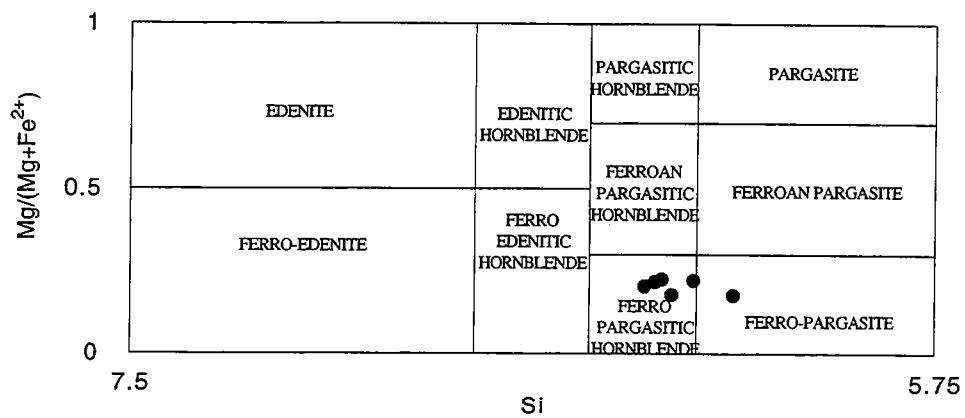 1
PARGASITIC
HORNBLENDE
PARGASITE
EDENITE
EDENITIC
HORNBLENDE
Mg/(Mg+Fe²⁺)
0.5
FERROAN
PARGASITIC
HORNBLENDE
FERROAN PARGASITE
FERRO-EDENITE
FERRO
EDENITIC
HORNBLENDE
FERRO
PARGASITIC
HORNBLENDE
FERRO-PARGASITE
0
7.5
Si
5.75